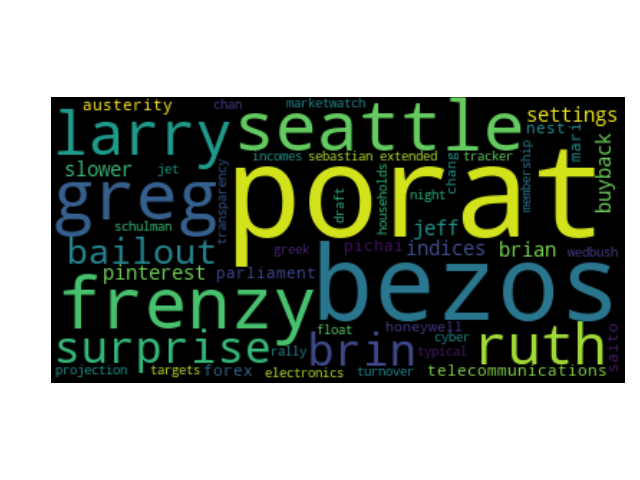 austerity chan marketwatch settings
larry seattle nest mari
slower jet incomes sebastian extended tracker chang membership buyback
greg transparency porat draft households night
schulman jeff
bailout greek pichai indices brian wedbush
pinterest parliament bezos
frenzy float honeywell cyber
surprise rally brin typical ruth saito
projection targets forex electronics turnover telecommunications